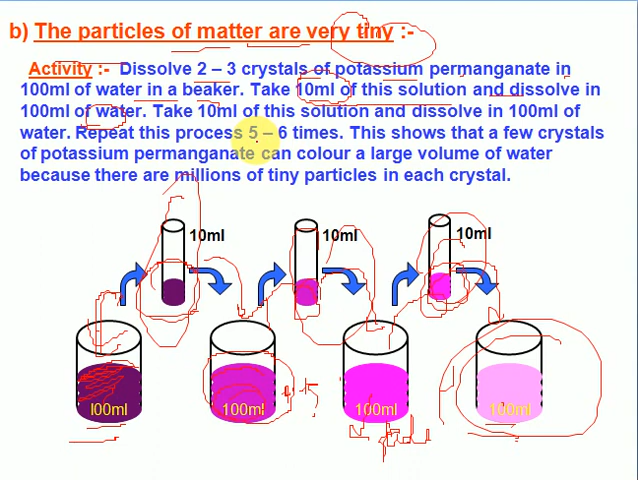 b) The particles of matter are very tiny :-
Activity :- Dissolve 2 – 3 crystals of potassium permanganate in
100ml of water in a beaker. Take 10ml of this solution and dissolve in
100ml of water. Take 10ml of this solution and dissolve in 100ml of
water. Repeat this process 5 – 6 times. This shows that a few crystals
of potassium permanganate can colour a large volume of water
because there are millions of tiny particles in each crystal.
10ml
10ml
10ml
l00ml
100ml
100ml
100ml